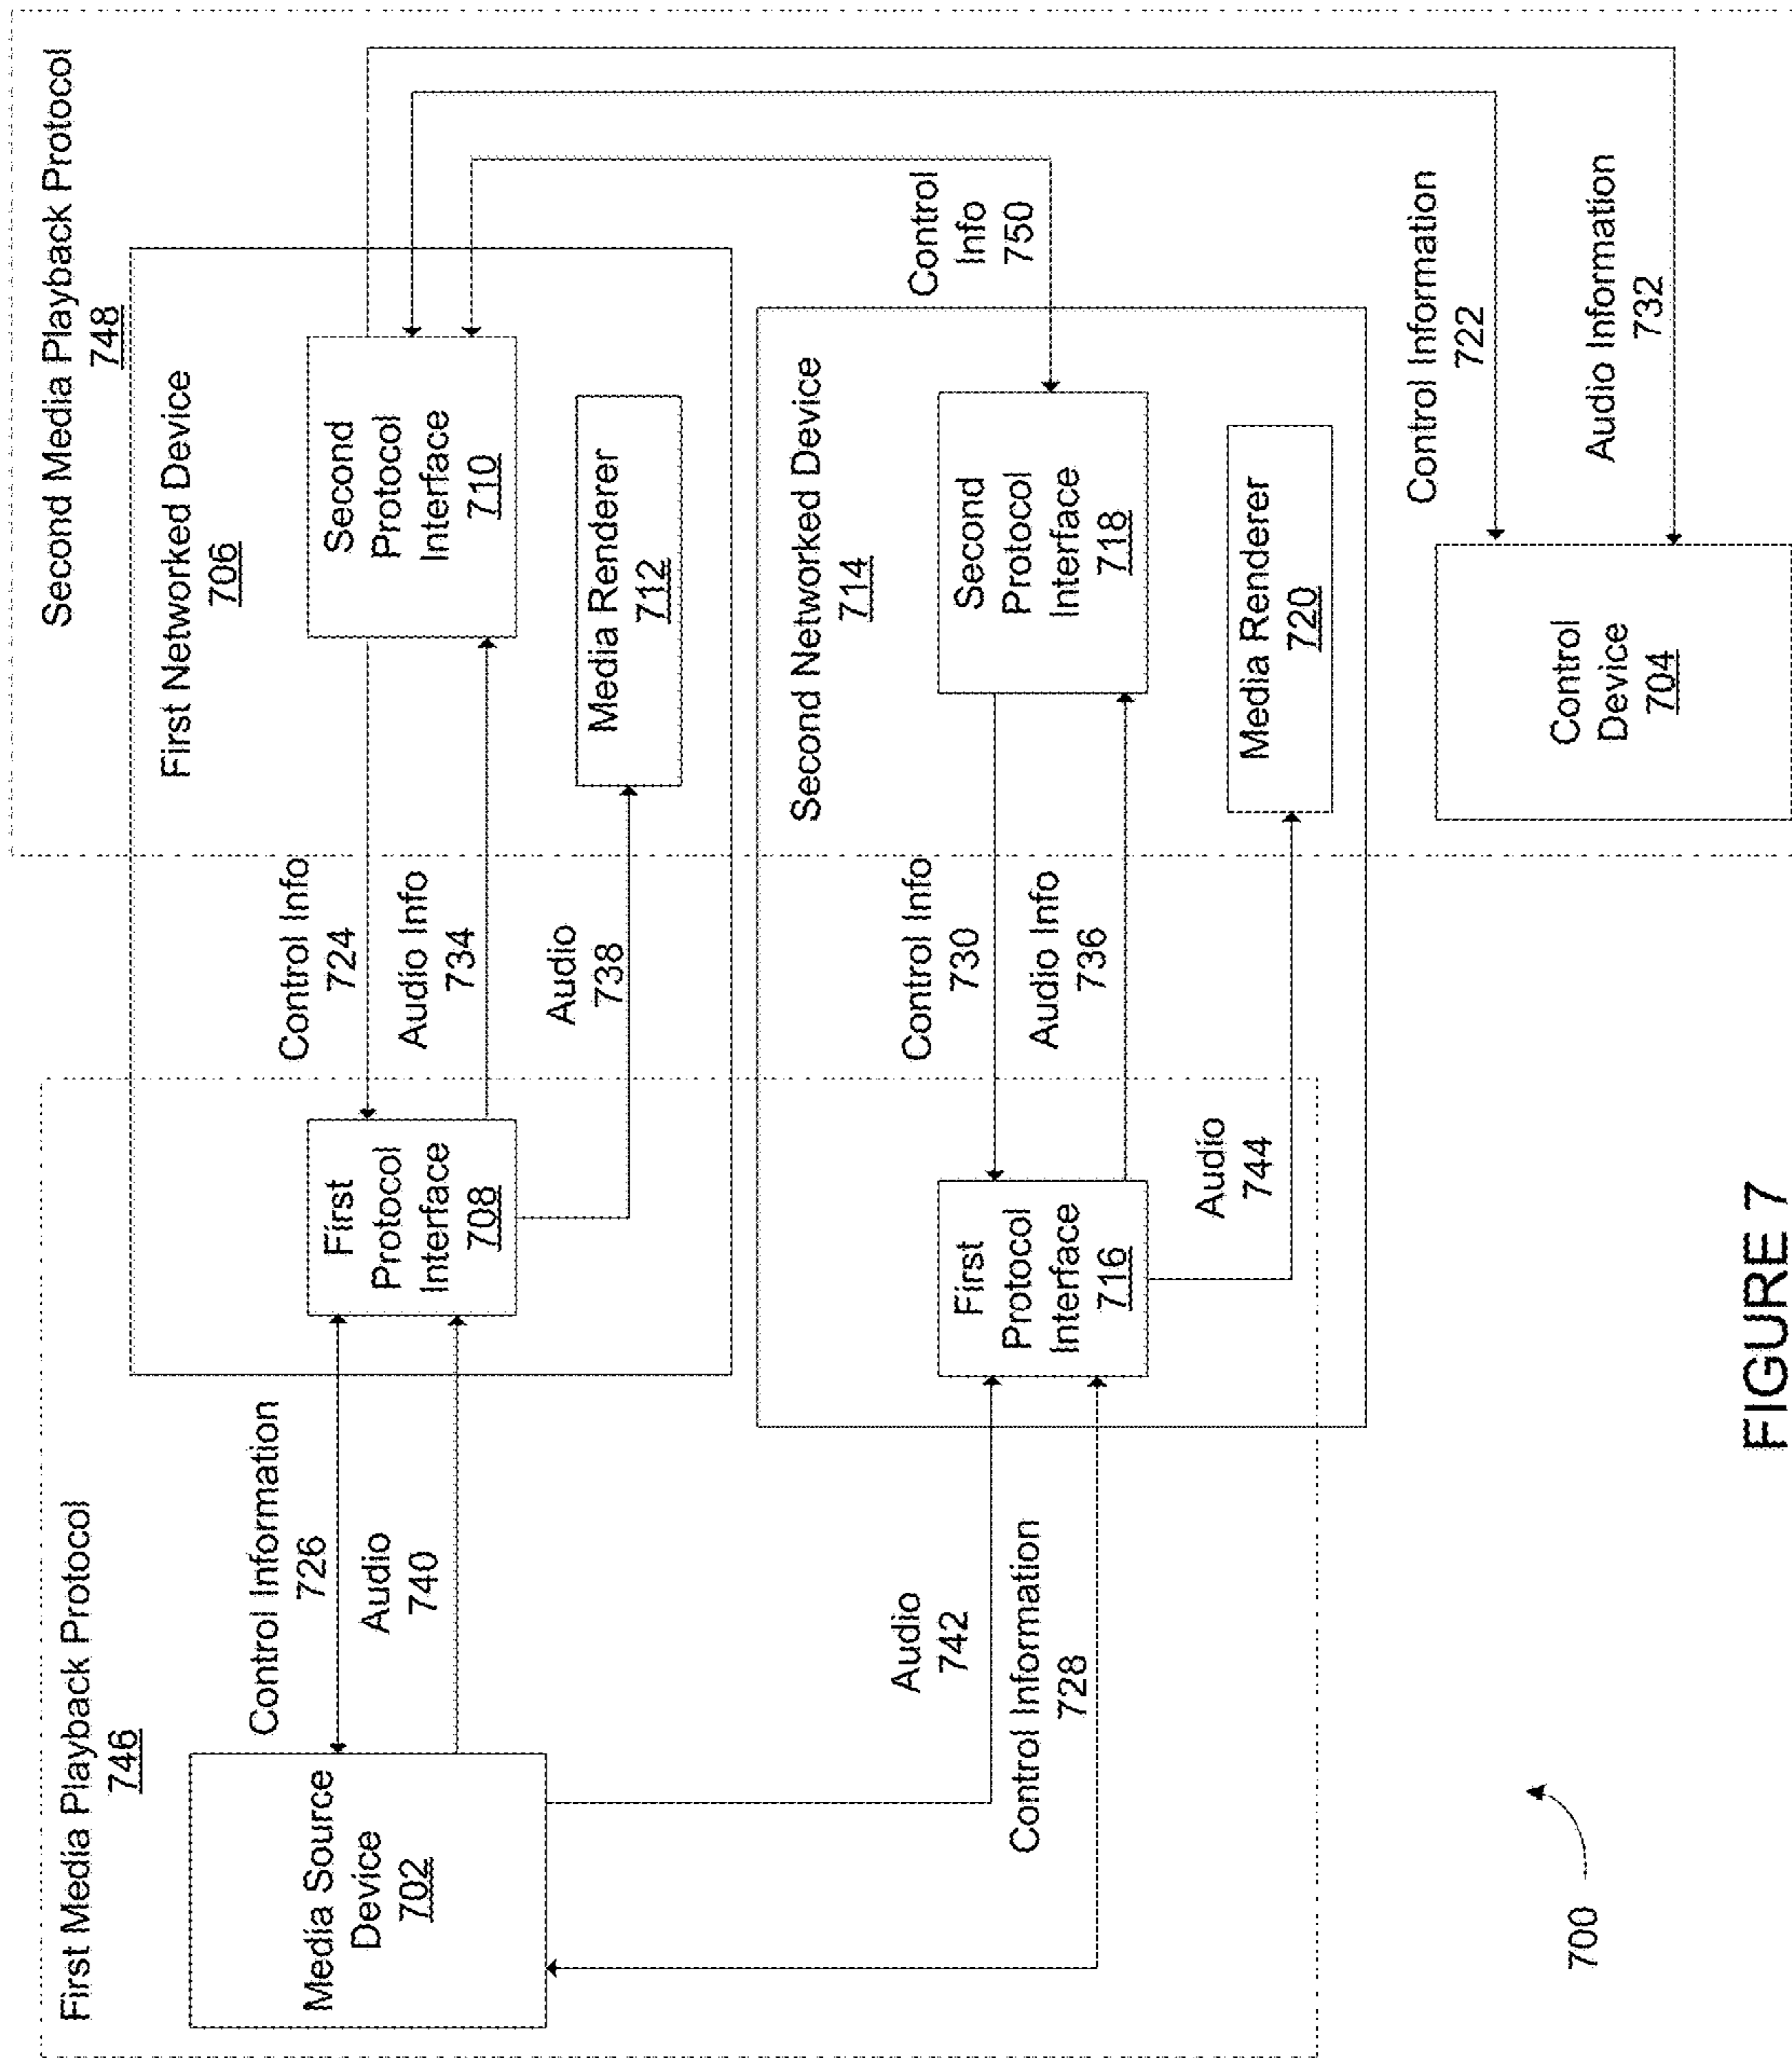 First Media Playback Protocol
746
Second Media Playback Protocol
748
First Networked Device
706
Media Source
Device
702
Control Information
726
Audio
740
First
Protocol
Interface
708
Control Info
724
Audio Info
734
Audio
738
Second
Protocol
Interface
710
Media Renderer
712
Control
Info
750
Second Networked Device
714
Audio
742
Control Information
728
First
Protocol
Interface
716
Control Info
730
Audio Info
736
Audio
744
Second
Protocol
Interface
718
Media Renderer
720
Control Information
722
Audio Information
732
Control
Device
704
700
FIGURE 7